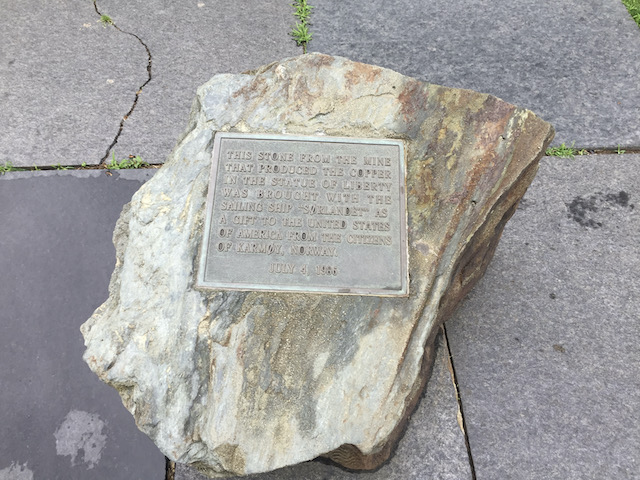 THIS STONE FROM THE MINE
THAT PRODUCED THE COPPER
IN THE STATUE OF LIBERTY
WAS BROUGHT WITH THE
SAILING SHIP "SØRLANDET" AS
A GIFT TO THE UNITED STATES
OF AMERICA FROM THE CITIZENS
OF KARMØY, NORWAY.
JULY 4, 1986